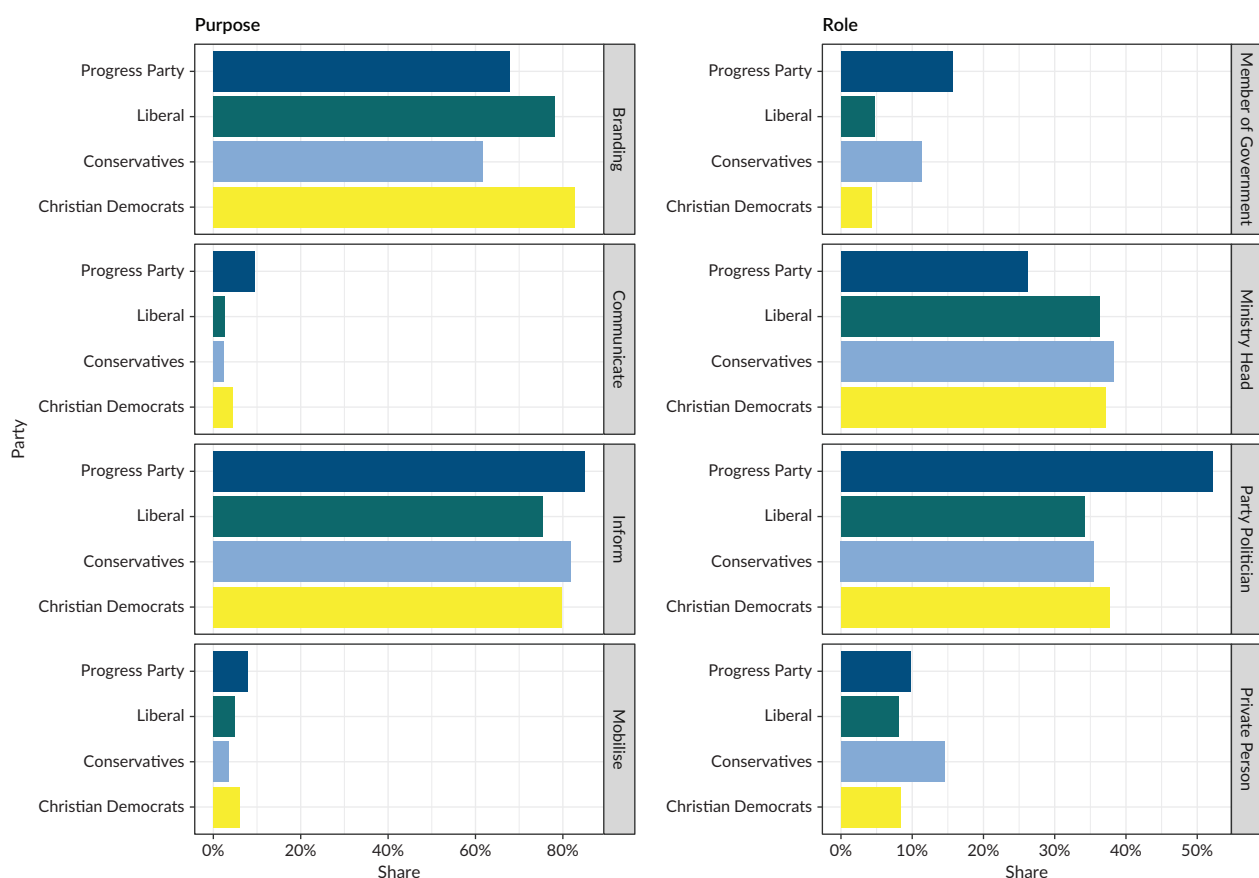 Purpose
Progress Party
Liberal
Conservatives
Christian Democrats
Branding
Progress Party
Liberal
Conservatives
Christian Democrats
Communicate
Progress Party
Liberal
Conservatives
Christian Democrats
Inform
Progress Party
Liberal
Conservatives
Christian Democrats
Mobilise
0% 20% 40% 60% 80%
Share
Party
Role
Progress Party
Liberal
Conservatives
Christian Democrats
Member of Government
Progress Party
Liberal
Conservatives
Christian Democrats
Ministry Head
Progress Party
Liberal
Conservatives
Christian Democrats
Party Politician
Progress Party
Liberal
Conservatives
Christian Democrats
Private Person
0% 10% 20% 30% 40% 50%
Share